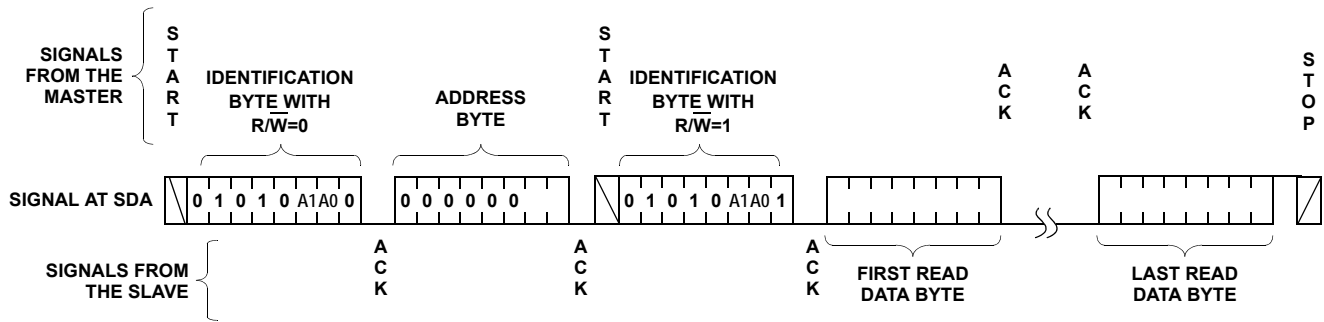 SIGNALS
FROM THE
MASTER
S
T
A
R
T
IDENTIFICATION
BYTE WITH
R/W̅=0
ADDRESS
BYTE
S
T
A
R
T
IDENTIFICATION
BYTE WITH
R/W̅=1
A
C
K
A
C
K
S
T
O
P
SIGNAL AT SDA
0 1 0 1 0 A1 A0 0
0 0 0 0 0 0
0 1 0 1 0 A1 A0 1
SIGNALS FROM
THE SLAVE
A
C
K
A
C
K
A
C
K
FIRST READ
DATA BYTE
LAST READ
DATA BYTE